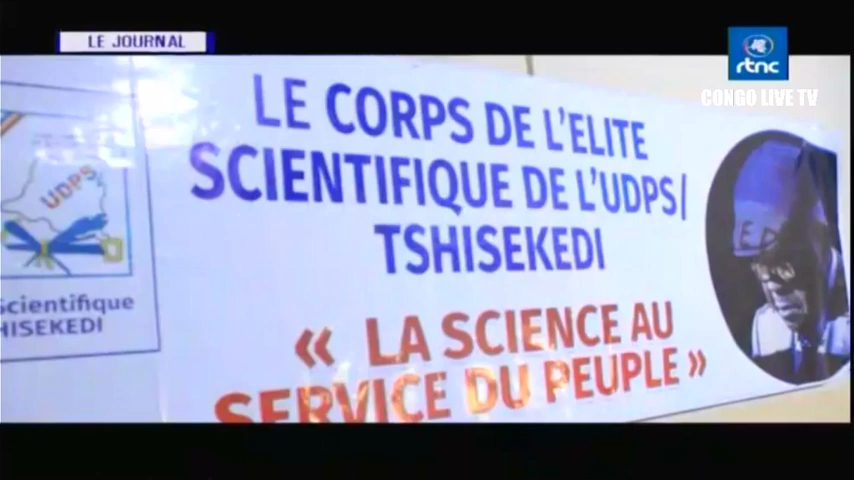 LE JOURNAL
rtnc
CONGO LIVE TV
LE CORPS DE L'ELITE
SCIENTIFIQUE DE L'UDPS/
TSHISEKEDI
« LA SCIENCE AU
SERVICE DU PEUPLE »
UDPS
Scientifique
HISEKEDI